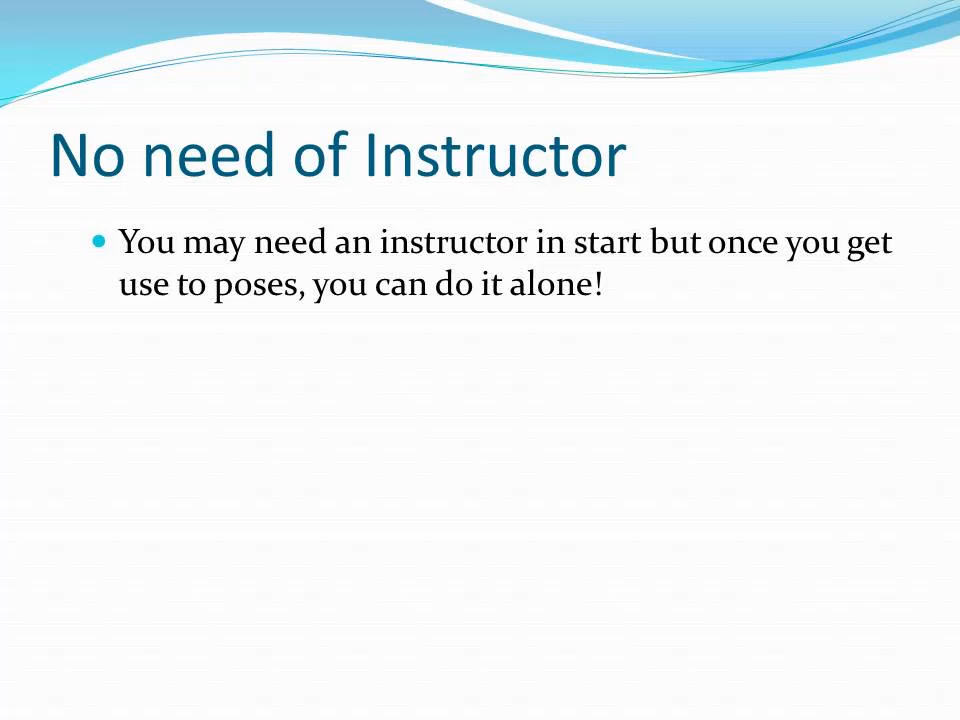 No need of Instructor
You may need an instructor in start but once you get
use to poses, you can do it alone!